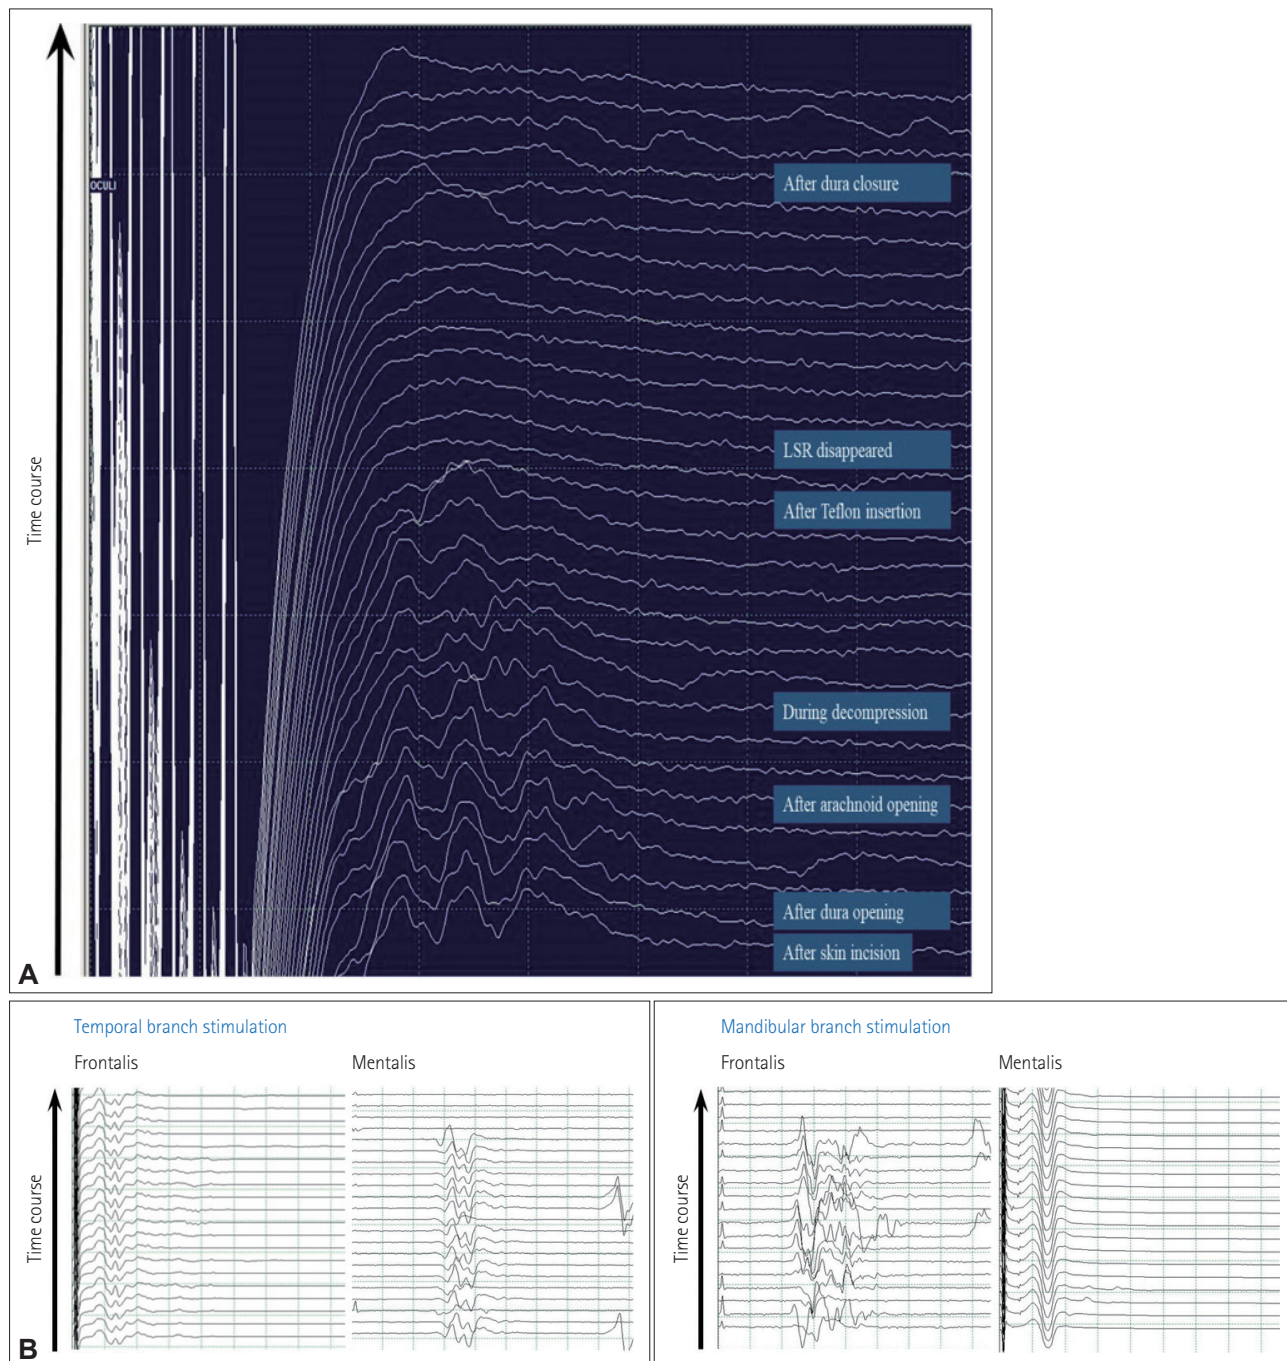 Time course
OCULI
After dura closure
LSR disappeared
After Teflon insertion
During decompression
After arachnoid opening
After dura opening
After skin incision
A
Temporal branch stimulation
Frontalis
Mentalis
Time course
B
Mandibular branch stimulation
Frontalis
Mentalis
Time course